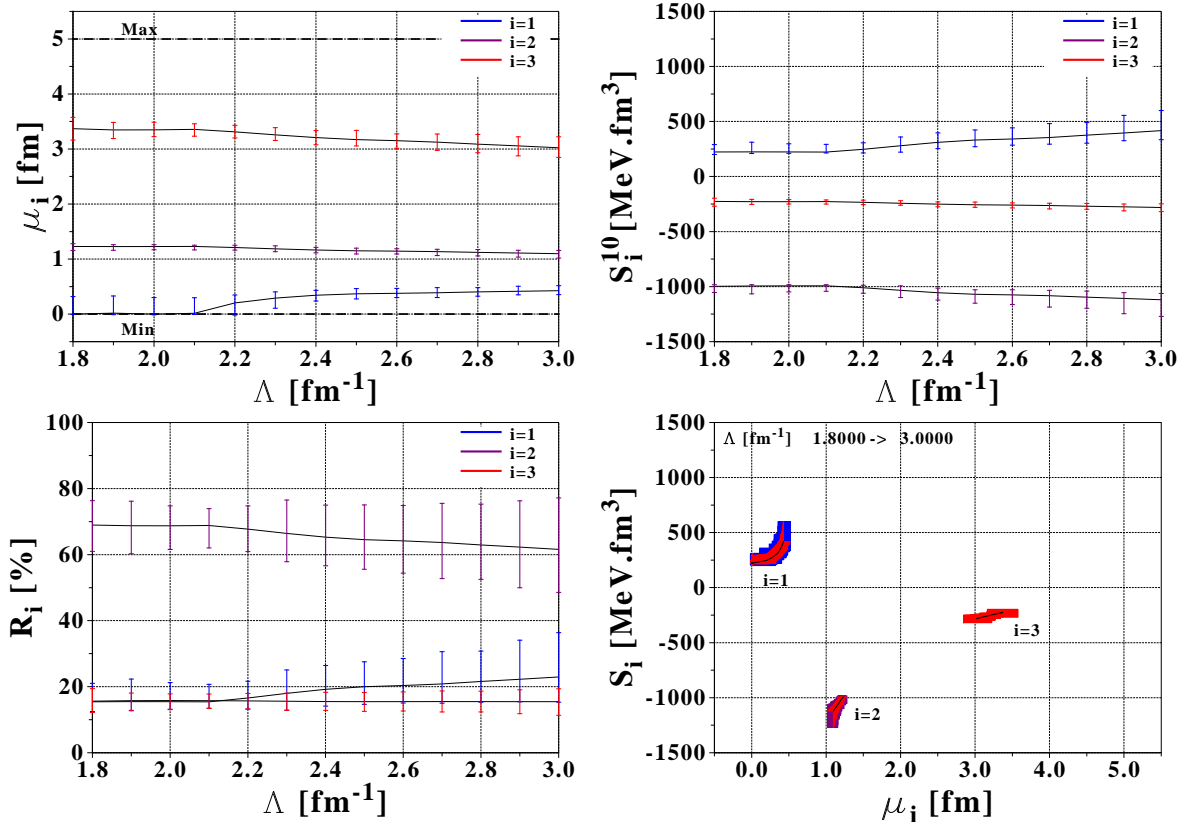 μi [fm]
5
4
3
2
1
0
Max
Min
i=1
i=2
i=3
1.8
2.0
2.2
2.4
2.6
2.8
3.0
Λ [fm-1]
Si10 [MeV.fm3]
1500
1000
500
0
-500
-1000
-1500
i=1
i=2
i=3
1.8
2.0
2.2
2.4
2.6
2.8
3.0
Λ [fm-1]
Ri [%]
100
80
60
40
20
0
i=1
i=2
i=3
1.8
2.0
2.2
2.4
2.6
2.8
3.0
Λ [fm-1]
Si [MeV.fm3]
1500
1000
500
0
-500
-1000
-1500
Λ [fm-1] 1.8000 -> 3.0000
i=1
i=3
i=2
0.0
1.0
2.0
3.0
4.0
5.0
μi [fm]